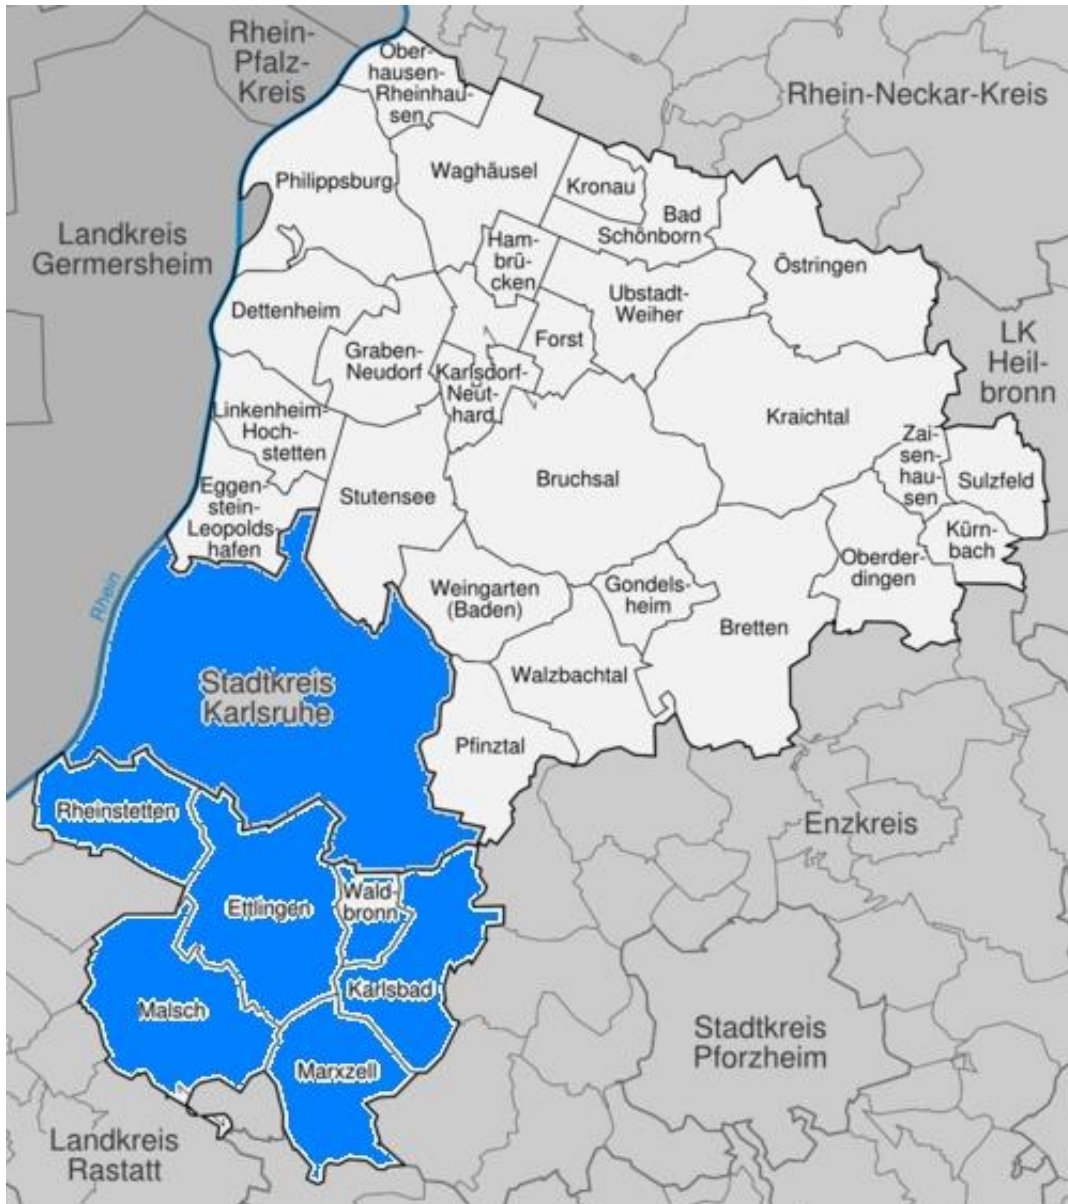 Rhein-
Pfalz-
Kreis
Ober-
hausen-
Rheinhau-
sen
Rhein-Neckar-Kreis
Philippsburg
Waghäusel
Kronau
Bad
Schönborn
Landkreis
Germersheim
Ham-
brü-
cken
Östringen
Dettenheim
Ubstadt-
Weiher
Graben-
Neudorf
Forst
Karlsdorf-
Neut-
hard
LK
Heil-
bronn
Linkenheim-
Hoch-
stetten
Kraichtal
Zai-
sen-
hau-
sen
Sulzfeld
Eggen-
stein-
Leopolds-
hafen
Stutensee
Bruchsal
Kürn-
bach
Oberder-
dingen
Rhein
Weingarten
(Baden)
Gondels-
heim
Bretten
Stadtkreis
Karlsruhe
Walzbachtal
Pfinztal
Rheinstetten
Enzkreis
Ettlingen
Wald-
bronn
Malsch
Karlsbad
Marxzell
Stadtkreis
Pforzheim
Landkreis
Rastatt